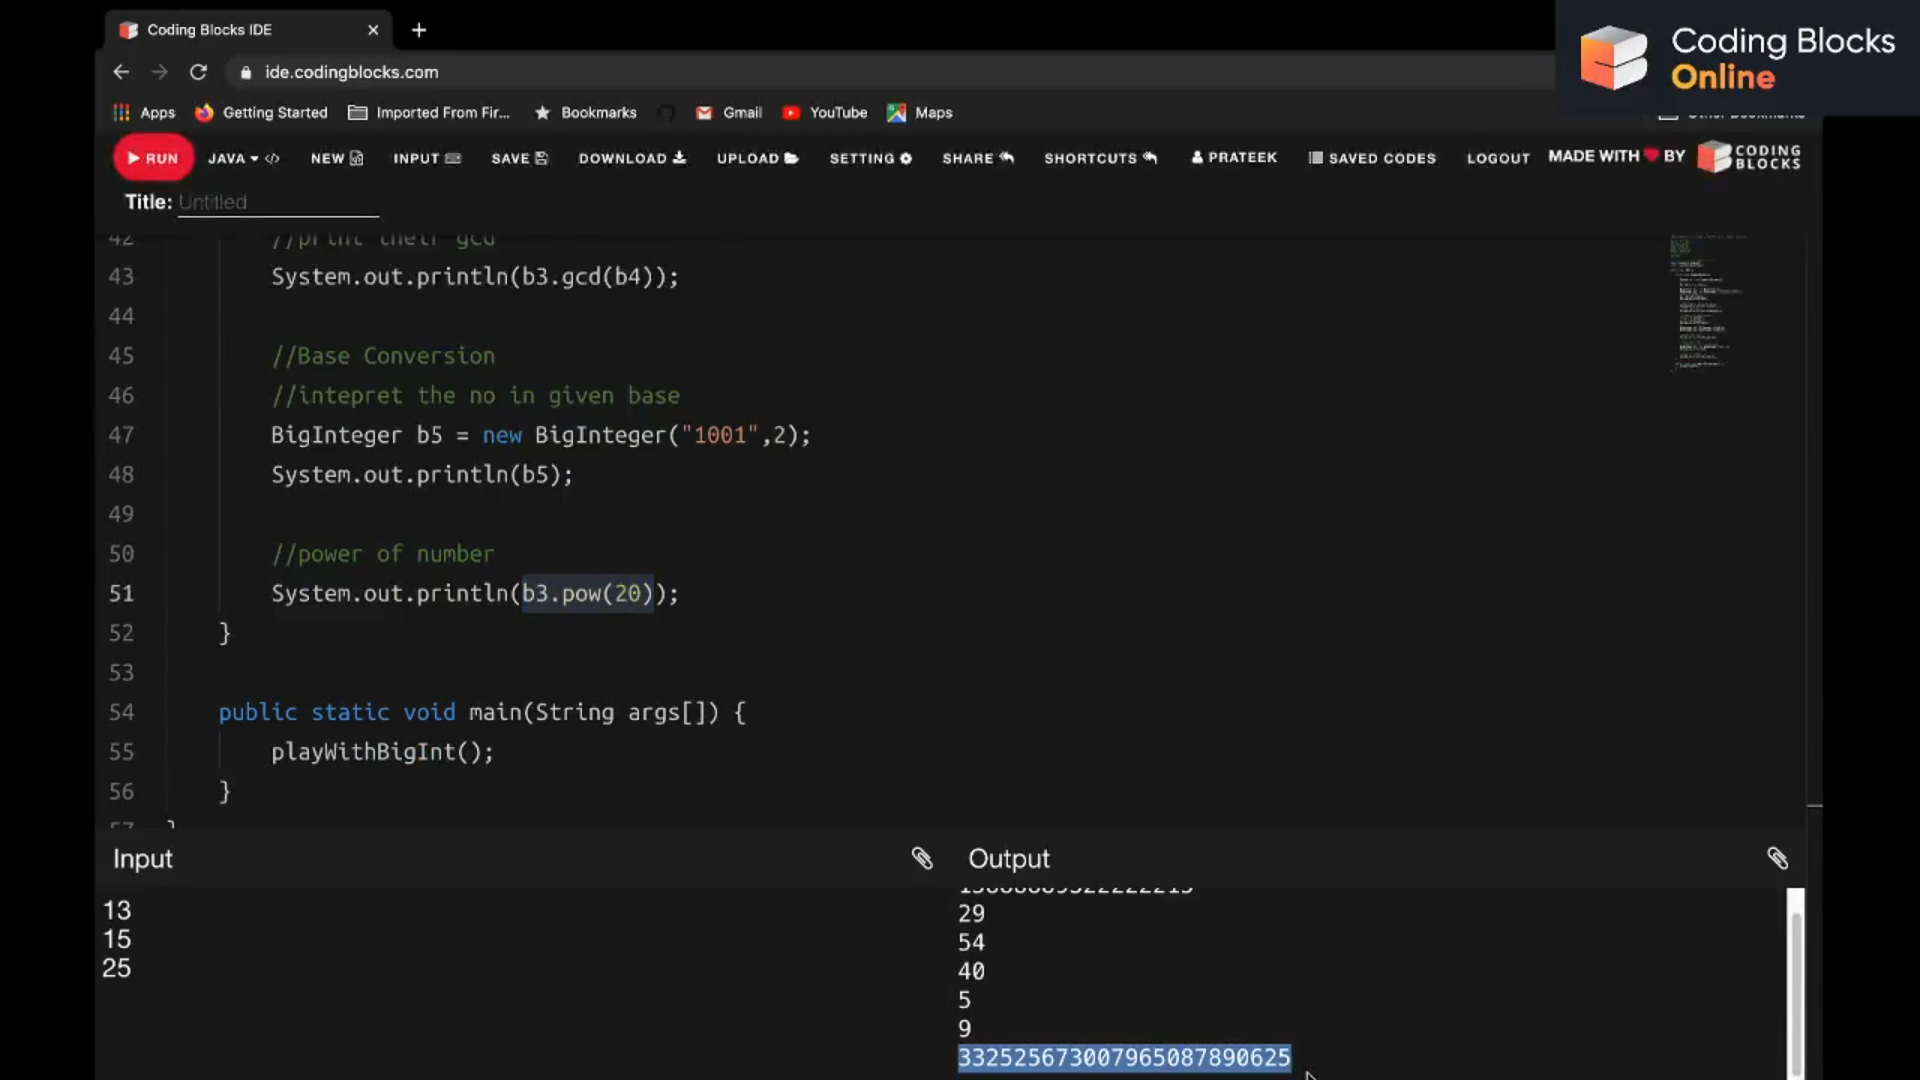 Coding Blocks IDE
Coding Blocks
Online
ide.codingblocks.com
Apps Getting Started Imported From Fir... Bookmarks Gmail YouTube Maps
RUN JAVA NEW INPUT SAVE DOWNLOAD UPLOAD SETTING SHARE SHORTCUTS PRATEEK SAVED CODES LOGOUT MADE WITH BY CODING BLOCKS
Title: Untitled
42 //print their gcd
43 System.out.println(b3.gcd(b4));
44
45 //Base Conversion
46 //intepret the no in given base
47 BigInteger b5 = new BigInteger("1001",2);
48 System.out.println(b5);
49
50 //power of number
51 System.out.println(b3.pow(20));
52 }
53
54 public static void main(String args[]) {
55 playWithBigInt();
56 }
57 }
Input
13
15
25
Output
29
54
40
5
9
332525673007965087890625